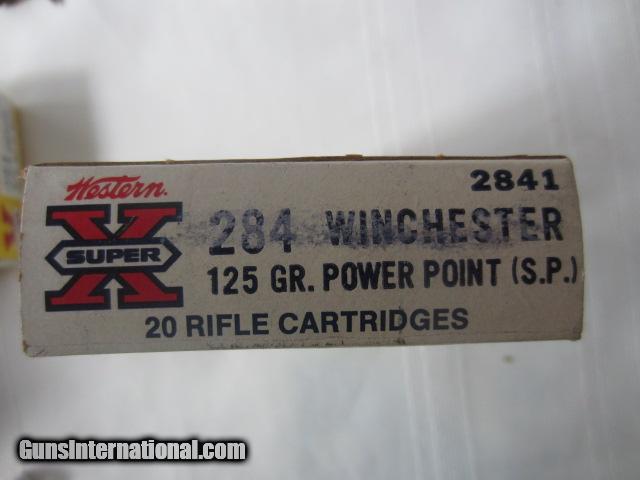 Western
2841
SUPER X
284 WINCHESTER
125 GR. POWER POINT (S.P.)
20 RIFLE CARTRIDGES
GunsInternational.com